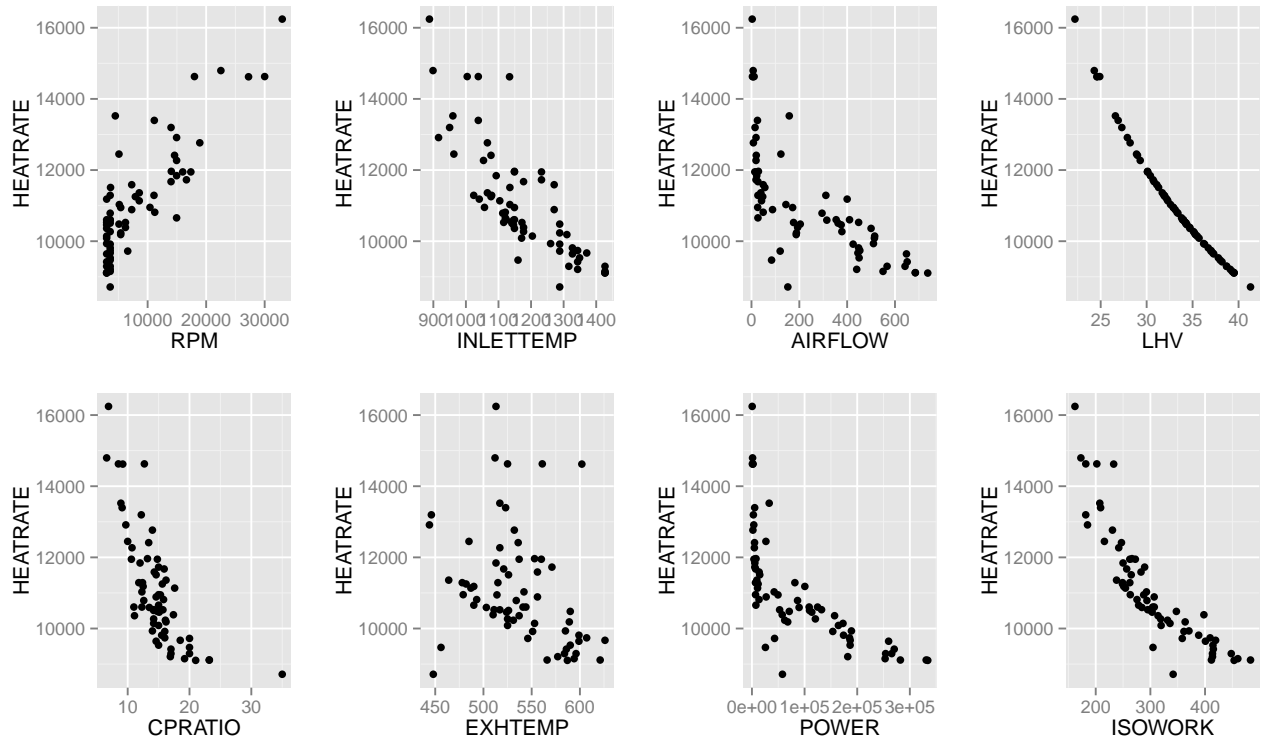 HEATRATE
16000
14000
12000
10000
10000 20000 30000
RPM
HEATRATE
16000
14000
12000
10000
900 1000 1100 1200 1300 1400
INLETTEMP
HEATRATE
16000
14000
12000
10000
0 200 400 600
AIRFLOW
HEATRATE
16000
14000
12000
10000
25 30 35 40
LHV
HEATRATE
16000
14000
12000
10000
10 20 30
CPRATIO
HEATRATE
16000
14000
12000
10000
450 500 550 600
EXHTEMP
HEATRATE
16000
14000
12000
10000
0e+00 1e+05 2e+05 3e+05
POWER
HEATRATE
16000
14000
12000
10000
200 300 400
ISOWORK